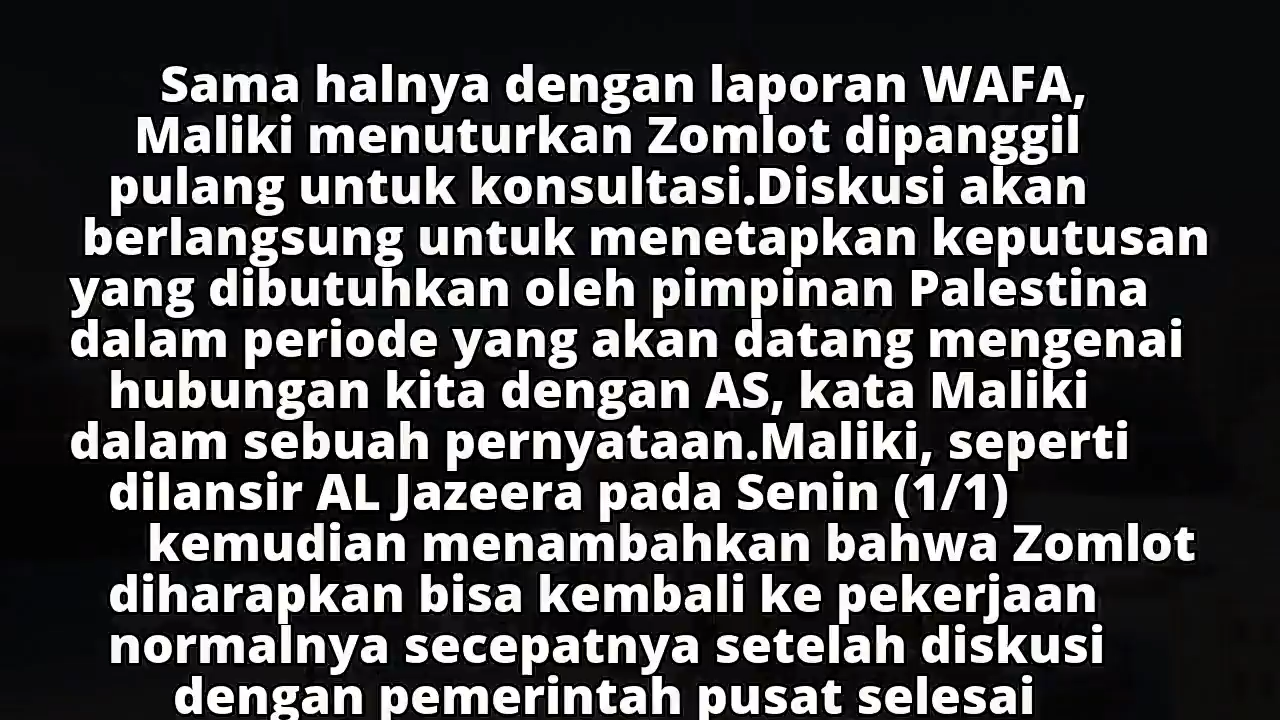 Sama halnya dengan laporan WAFA,
Maliki menuturkan Zomlot dipanggil
pulang untuk konsultasi.Diskusi akan
berlangsung untuk menetapkan keputusan
yang dibutuhkan oleh pimpinan Palestina
dalam periode yang akan datang mengenai
hubungan kita dengan AS, kata Maliki
dalam sebuah pernyataan.Maliki, seperti
dilansir AL Jazeera pada Senin (1/1)
kemudian menambahkan bahwa Zomlot
diharapkan bisa kembali ke pekerjaan
normalnya secepatnya setelah diskusi
dengan pemerintah pusat selesai